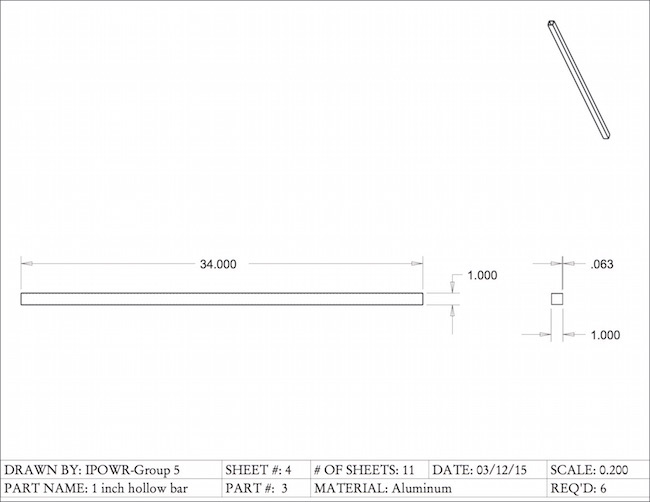 34.000
1.000
.063
1.000
DRAWN BY: IPOWR-Group 5 SHEET #: 4 # OF SHEETS: 11 DATE: 03/12/15 SCALE: 0.200
PART NAME: 1 inch hollow bar PART #: 3 MATERIAL: Aluminum REQ'D: 6